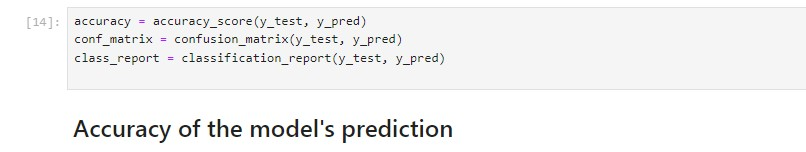 [14]: accuracy = accuracy_score(y_test, y_pred)
conf_matrix = confusion_matrix(y_test, y_pred)
class_report = classification_report(y_test, y_pred)
Accuracy of the model's prediction